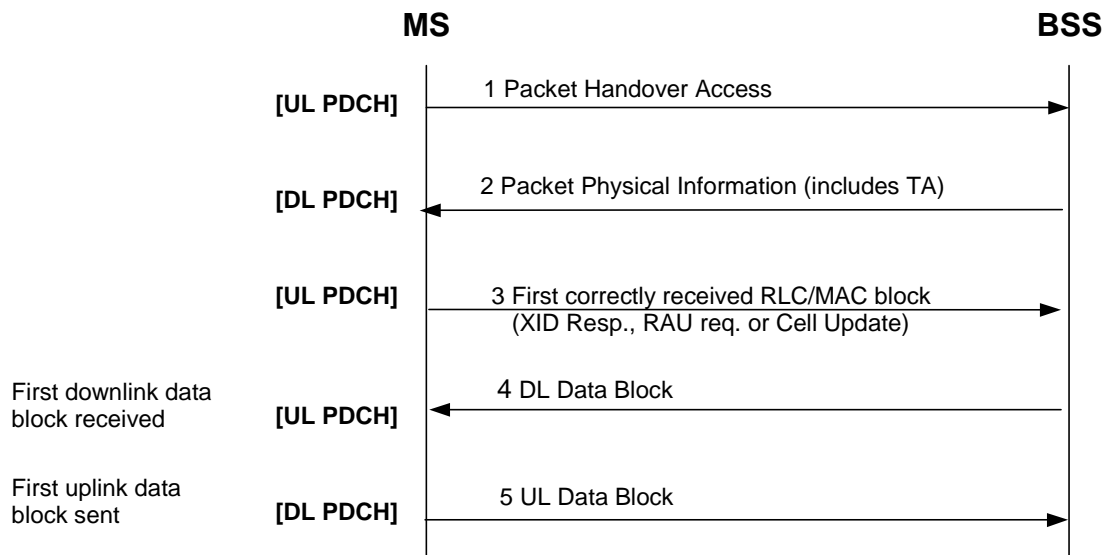 MS
BSS
1 Packet Handover Access
[UL PDCH]
2 Packet Physical Information (includes TA)
[DL PDCH]
[UL PDCH]
3 First correctly received RLC/MAC block
(XID Resp., RAU req. or Cell Update)
First downlink data
block received
[UL PDCH]
4 DL Data Block
First uplink data
block sent
[DL PDCH]
5 UL Data Block